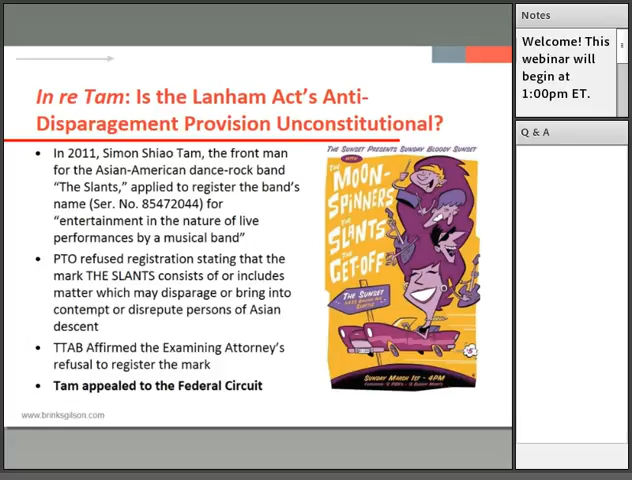 Notes
Welcome! This
webinar will
begin at
1:00pm ET.
Q & A
In re Tam: Is the Lanham Act's Anti-
Disparagement Provision Unconstitutional?
• In 2011, Simon Shiao Tam, the front man
for the Asian-American dance-rock band
"The Slants," applied to register the band's
name (Ser. No. 85472044) for
"entertainment in the nature of live
performances by a musical band"
• PTO refused registration stating that the
mark THE SLANTS consists of or includes
matter which may disparage or bring into
contempt or disrepute persons of Asian
descent
• TTAB Affirmed the Examining Attorney's
refusal to register the mark
• Tam appealed to the Federal Circuit
THE SUNSET PRESENTS SUNDAY BLOODY SUNSET
WITH
THE
MOON-
SPINNERS
THE
SLANTS
THE
GET-OFF
THE SUNSET
SUNDAY MARCH 1ST - 4PM
www.brinksgilson.com